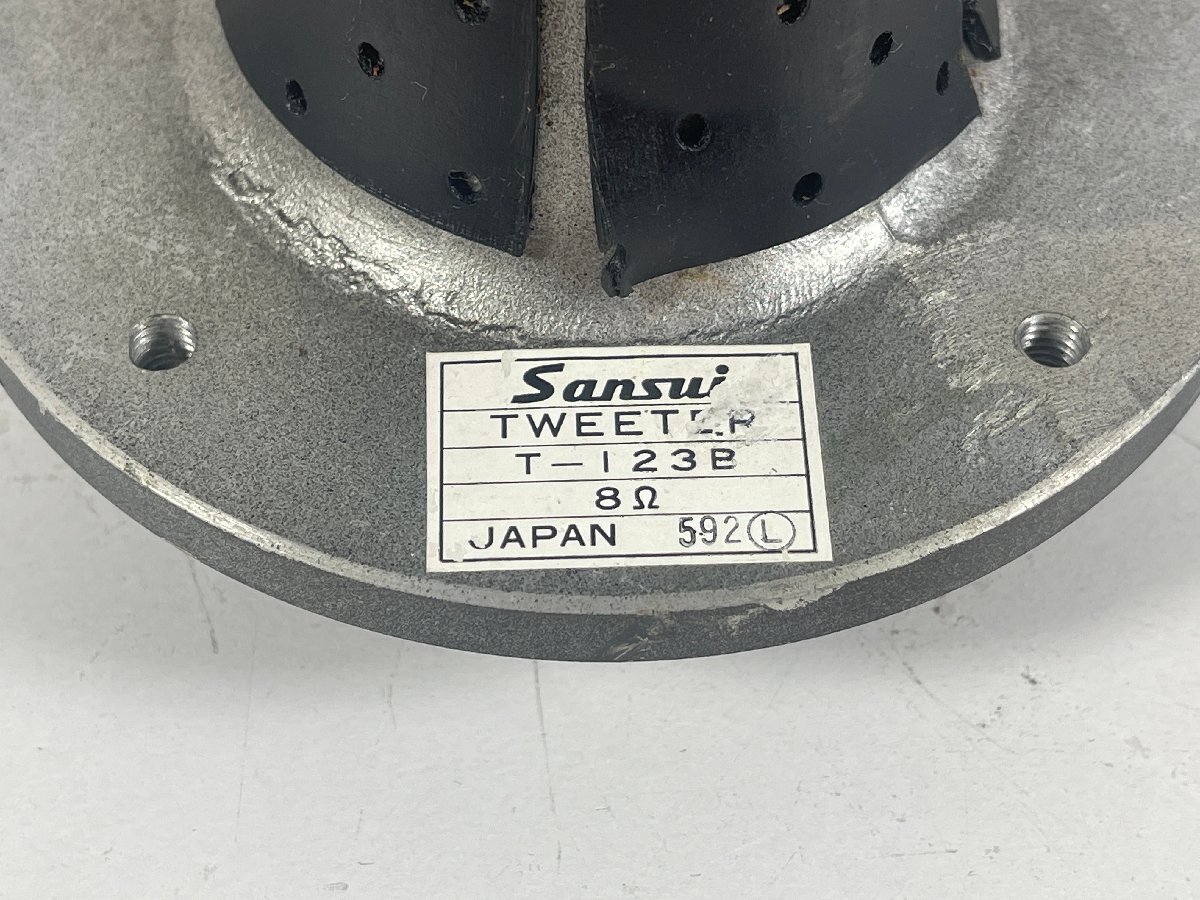 Sansui
TWEETER
T-123B
8Ω
JAPAN 592 Ⓛ